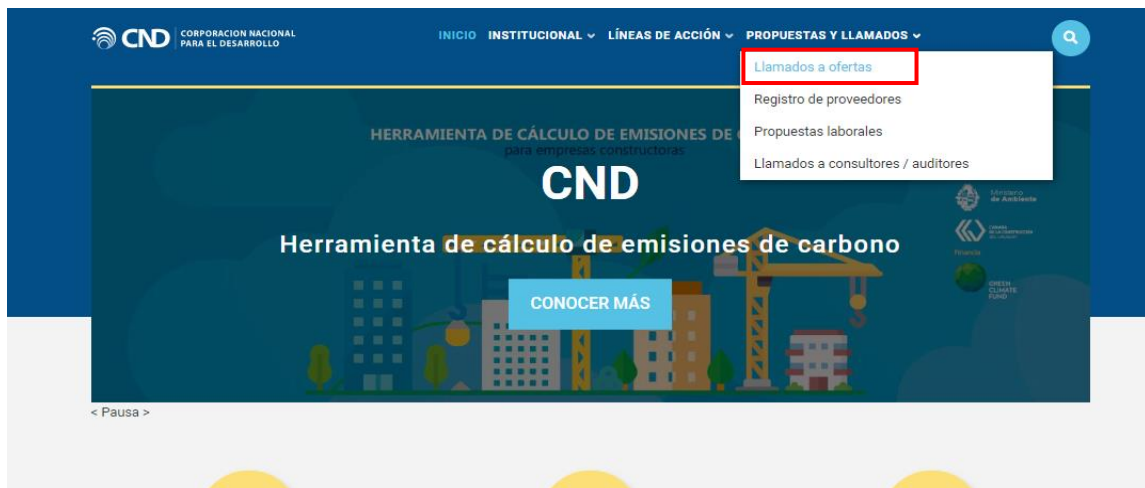 CND
CORPORACION NACIONAL
PARA EL DESARROLLO
INICIO INSTITUCIONAL LÍNEAS DE ACCIÓN PROPUESTAS Y LLAMADOS
Llamados a ofertas
Registro de proveedores
Propuestas laborales
Llamados a consultores / auditores
HERRAMIENTA DE CÁLCULO DE EMISIONES DE
para empresas constructoras
CND
Herramienta de cálculo de emisiones de carbono
CONOCER MÁS
Ministerio
de Ambiente
Financia
GREEN
CLIMATE
FUND
< Pausa >